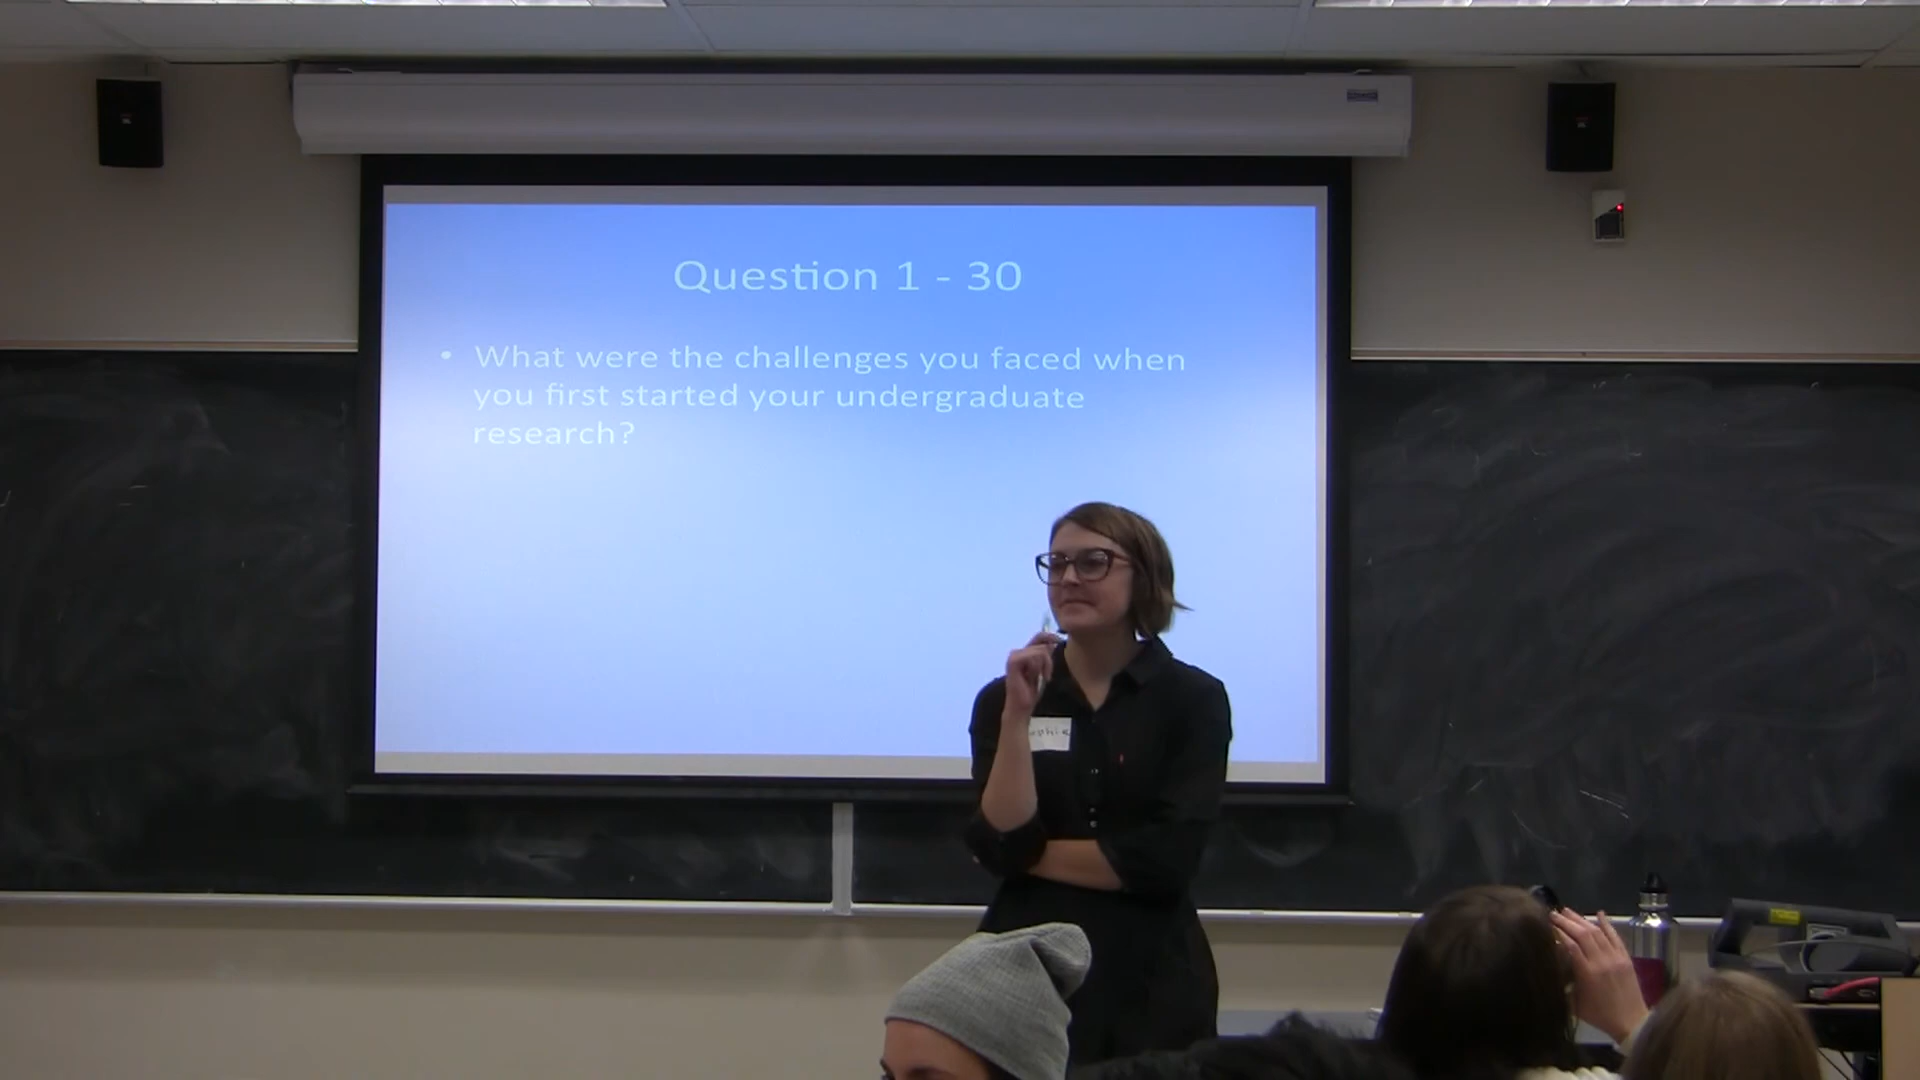 Question 1 - 30
• What were the challenges you faced when
you first started your undergraduate
research?